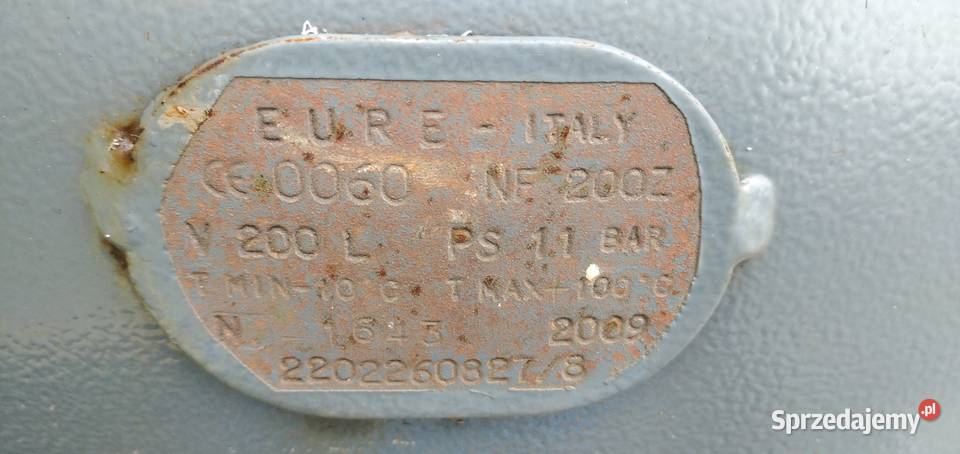 EURE - ITALY
CE 0060 NF 200Z
V 200 L PS 11 BAR
T MIN-10°C T MAX+100°C
N 1643 2009
2202260827/8
Sprzedajemy.pl